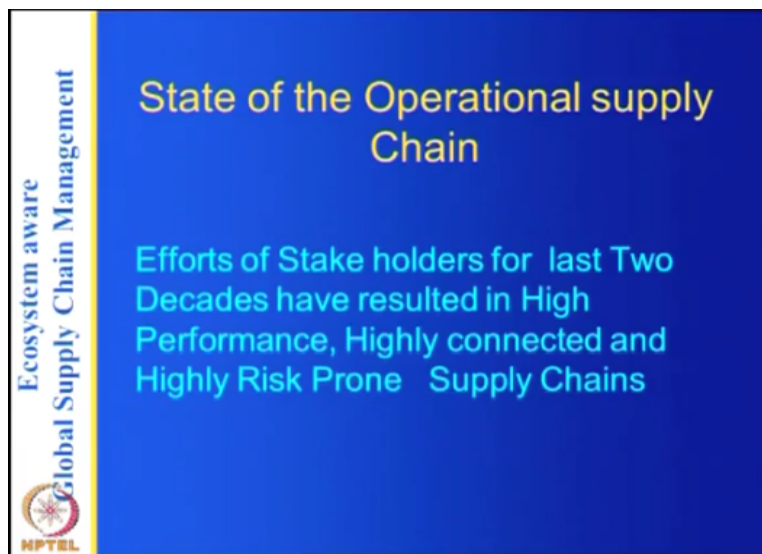 State of the Operational supply
Chain
Efforts of Stake holders for last Two
Decades have resulted in High
Performance, Highly connected and
Highly Risk Prone Supply Chains
Ecosystem aware
Global Supply Chain Management
NPTEL